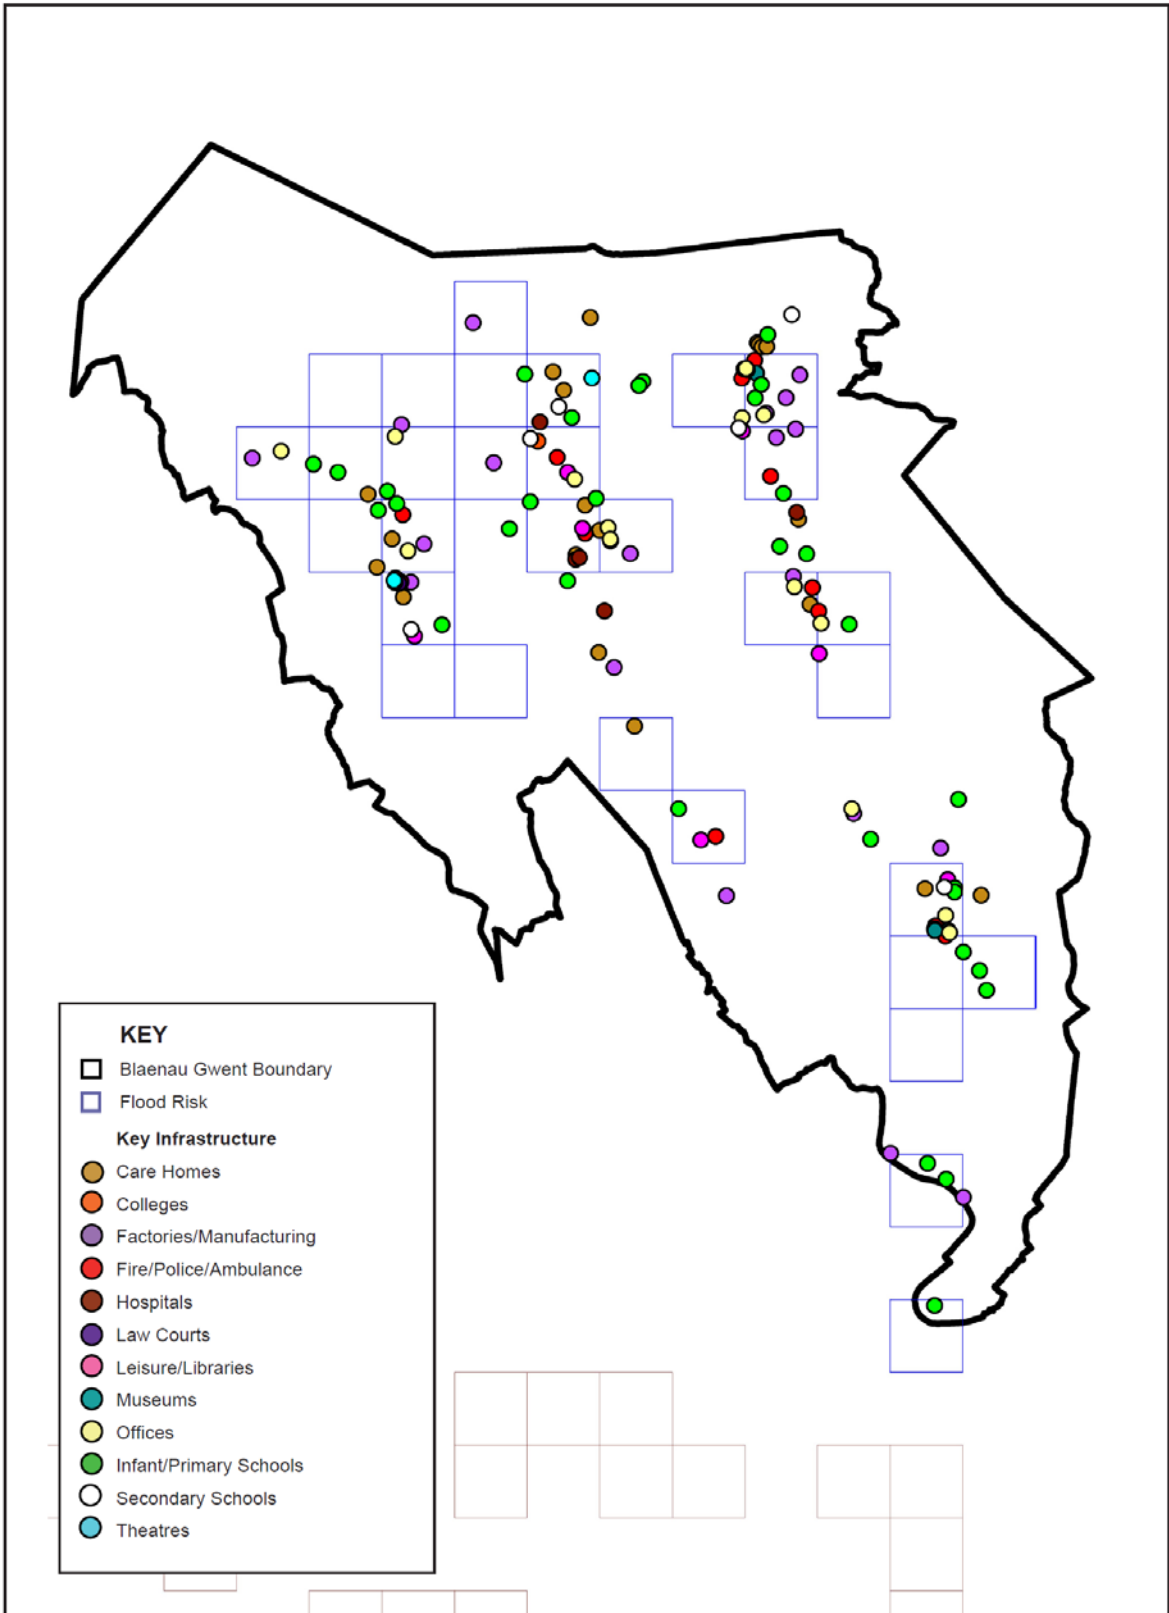 KEY
Blaenau Gwent Boundary
Flood Risk
Key Infrastructure
Care Homes
Colleges
Factories/Manufacturing
Fire/Police/Ambulance
Hospitals
Law Courts
Leisure/Libraries
Museums
Offices
Infant/Primary Schools
Secondary Schools
Theatres